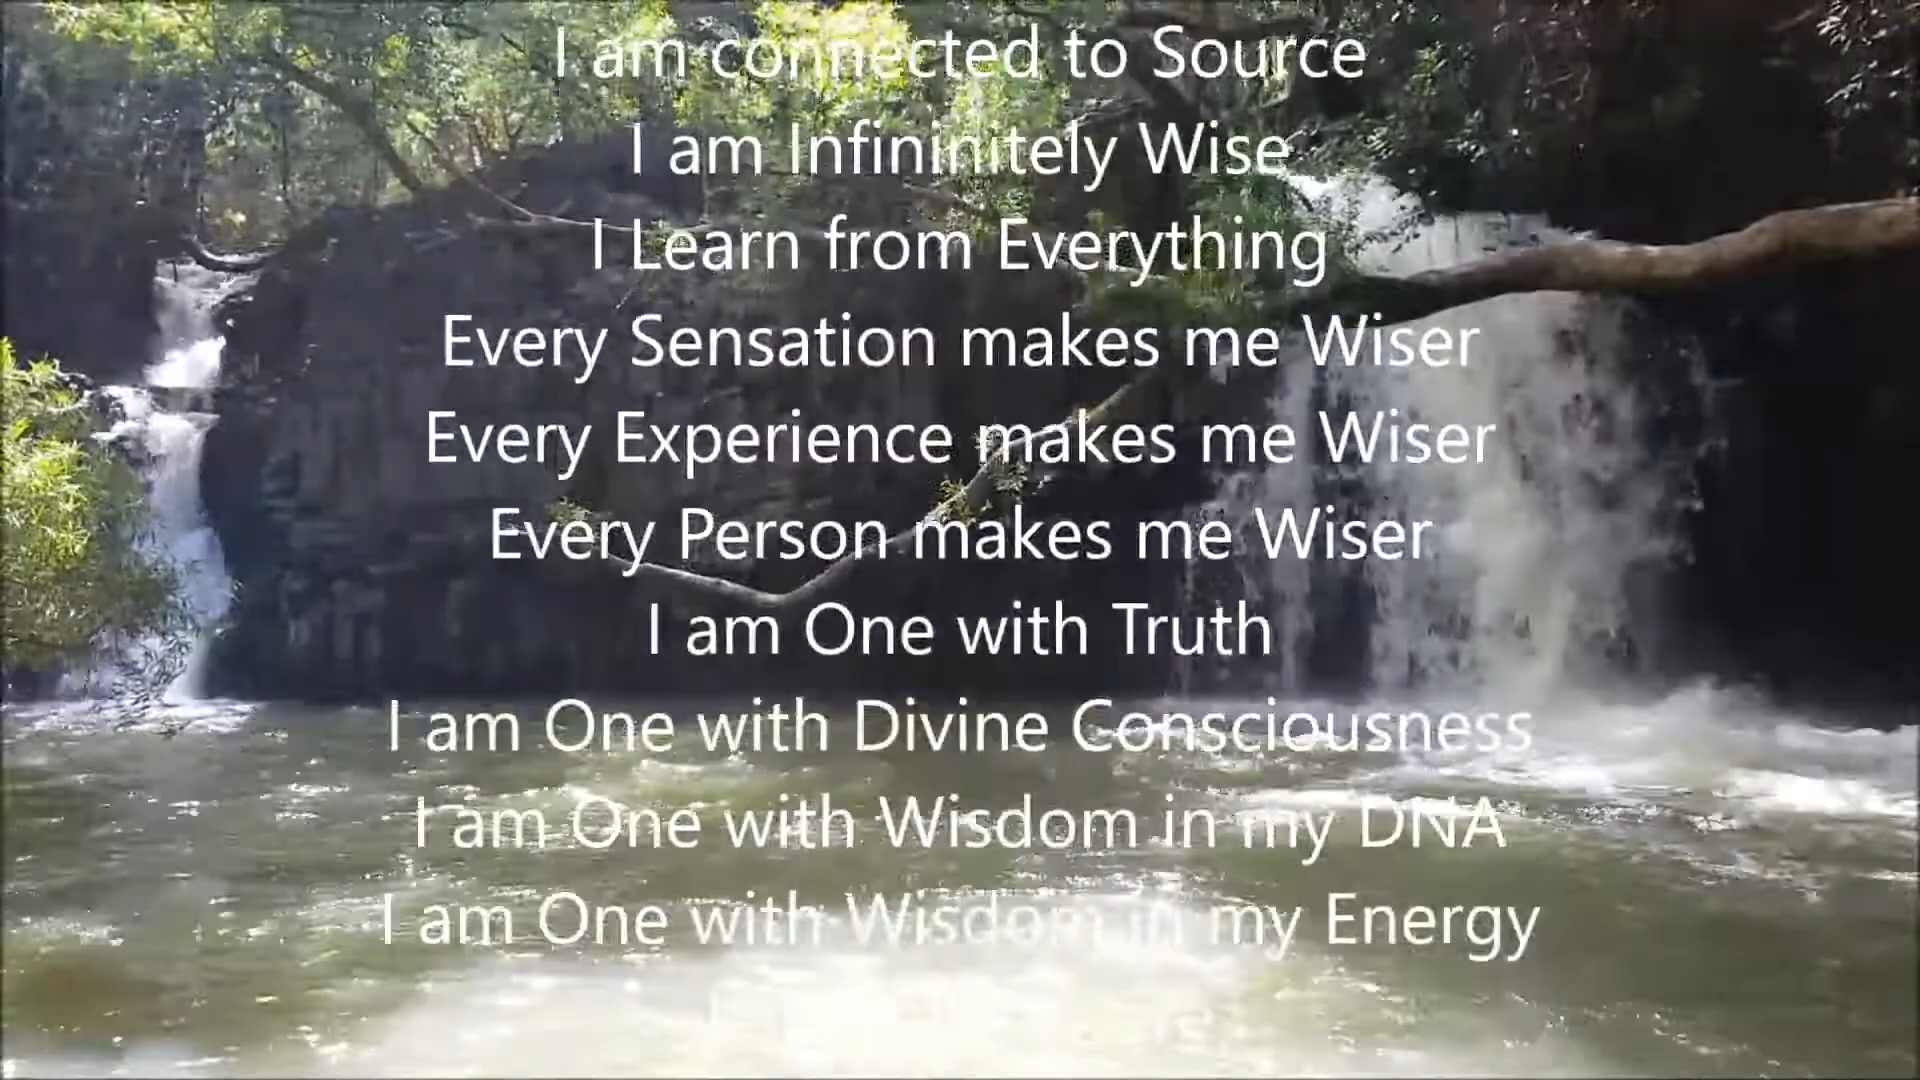 I am connected to Source
I am Infininitely Wise
I Learn from Everything
Every Sensation makes me Wiser
Every Experience makes me Wiser
Every Person makes me Wiser
I am One with Truth
I am One with Divine Consciousness
I am One with Wisdom in my DNA
I am One with Wisdom in my Energy